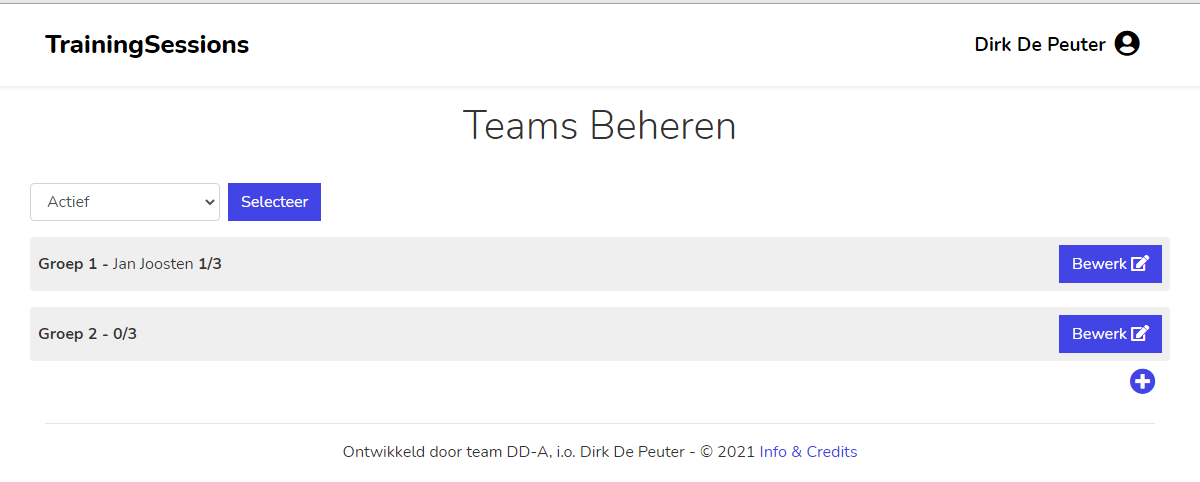 TrainingSessions
Dirk De Peuter
Teams Beheren
Actief
Selecteer
Groep 1 - Jan Joosten 1/3
Bewerk
Groep 2 - 0/3
Bewerk
Ontwikkeld door team DD-A, i.o. Dirk De Peuter - © 2021 Info & Credits